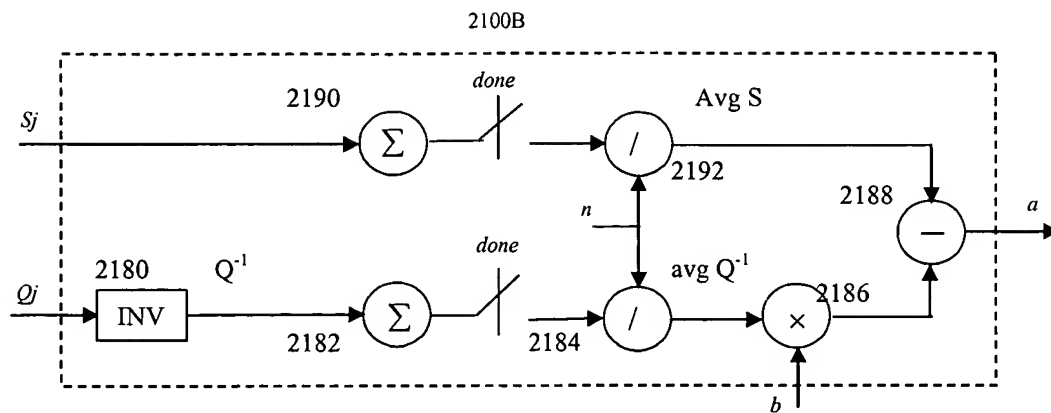 2100B
done
2190
Avg S
Sj
Σ
/
2192
2188
n
a
−
done
2180
Q⁻¹
avg Q⁻¹
2186
Qj
INV
Σ
/
×
2182
2184
b